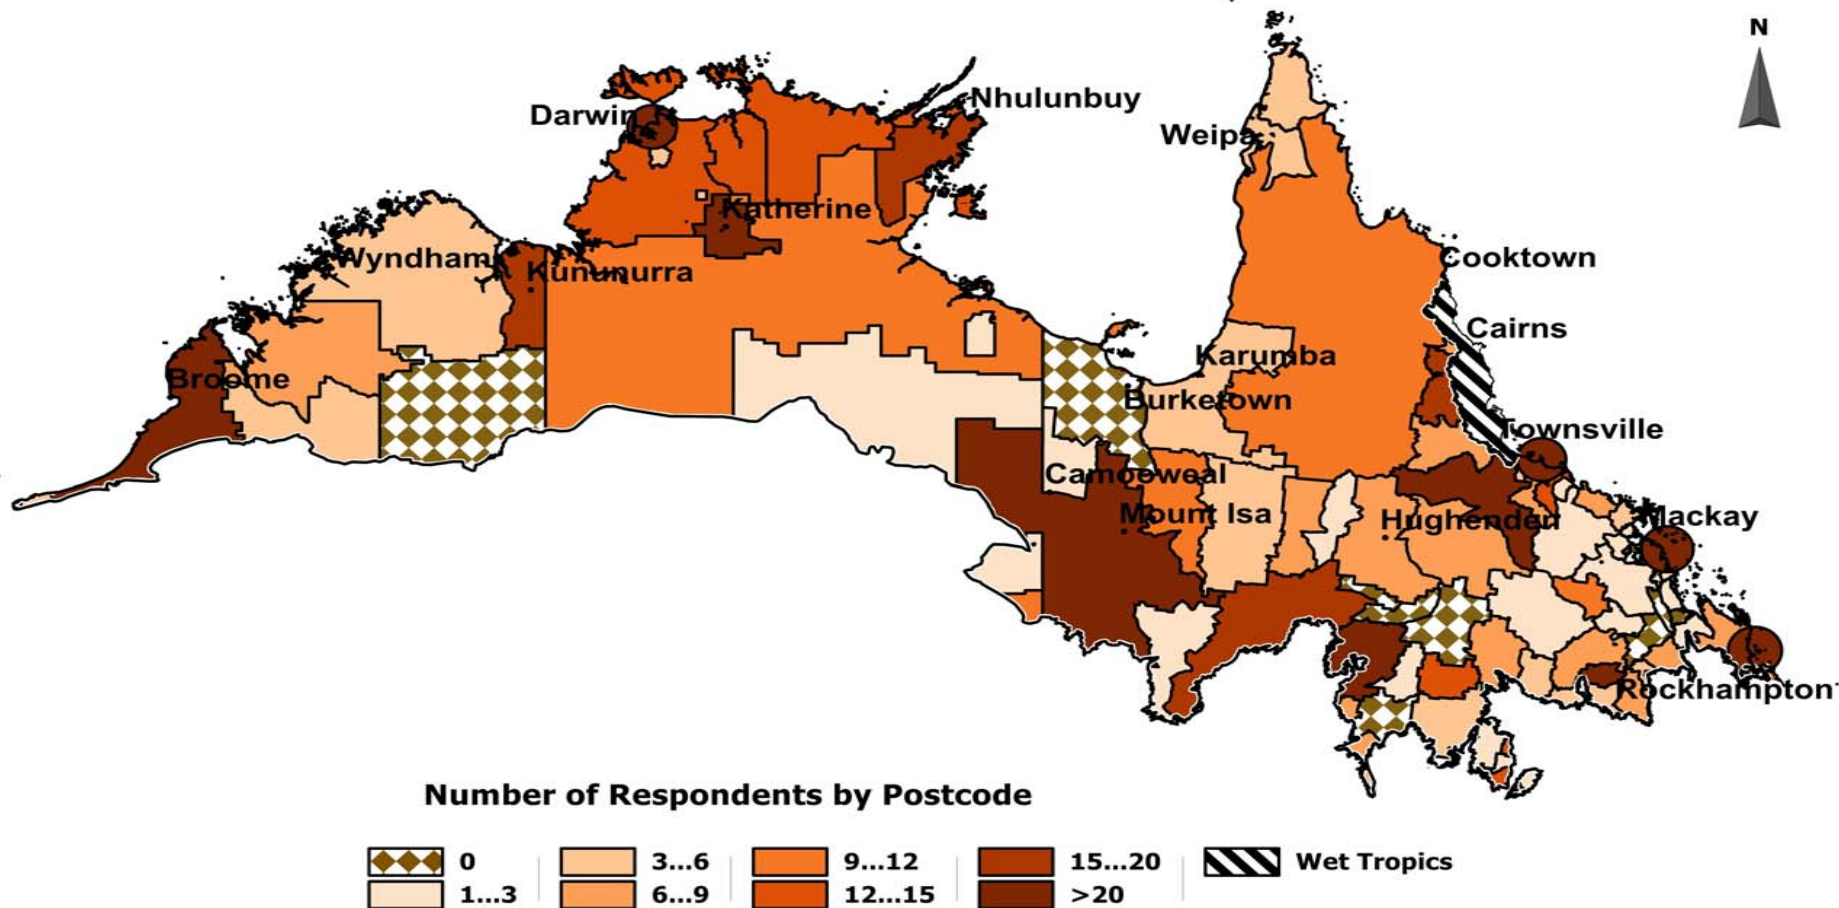 N
Nhulunbuy
Darwin
Weipa
Katherine
Wyndham
Kununurra
Cooktown
Cairns
Karumba
Broome
Burketown
Townsville
Camooweal
Mount Isa
Hughenden
Mackay
Rockhampton
Number of Respondents by Postcode
0
3...6
9...12
15...20
Wet Tropics
1...3
6...9
12...15
>20